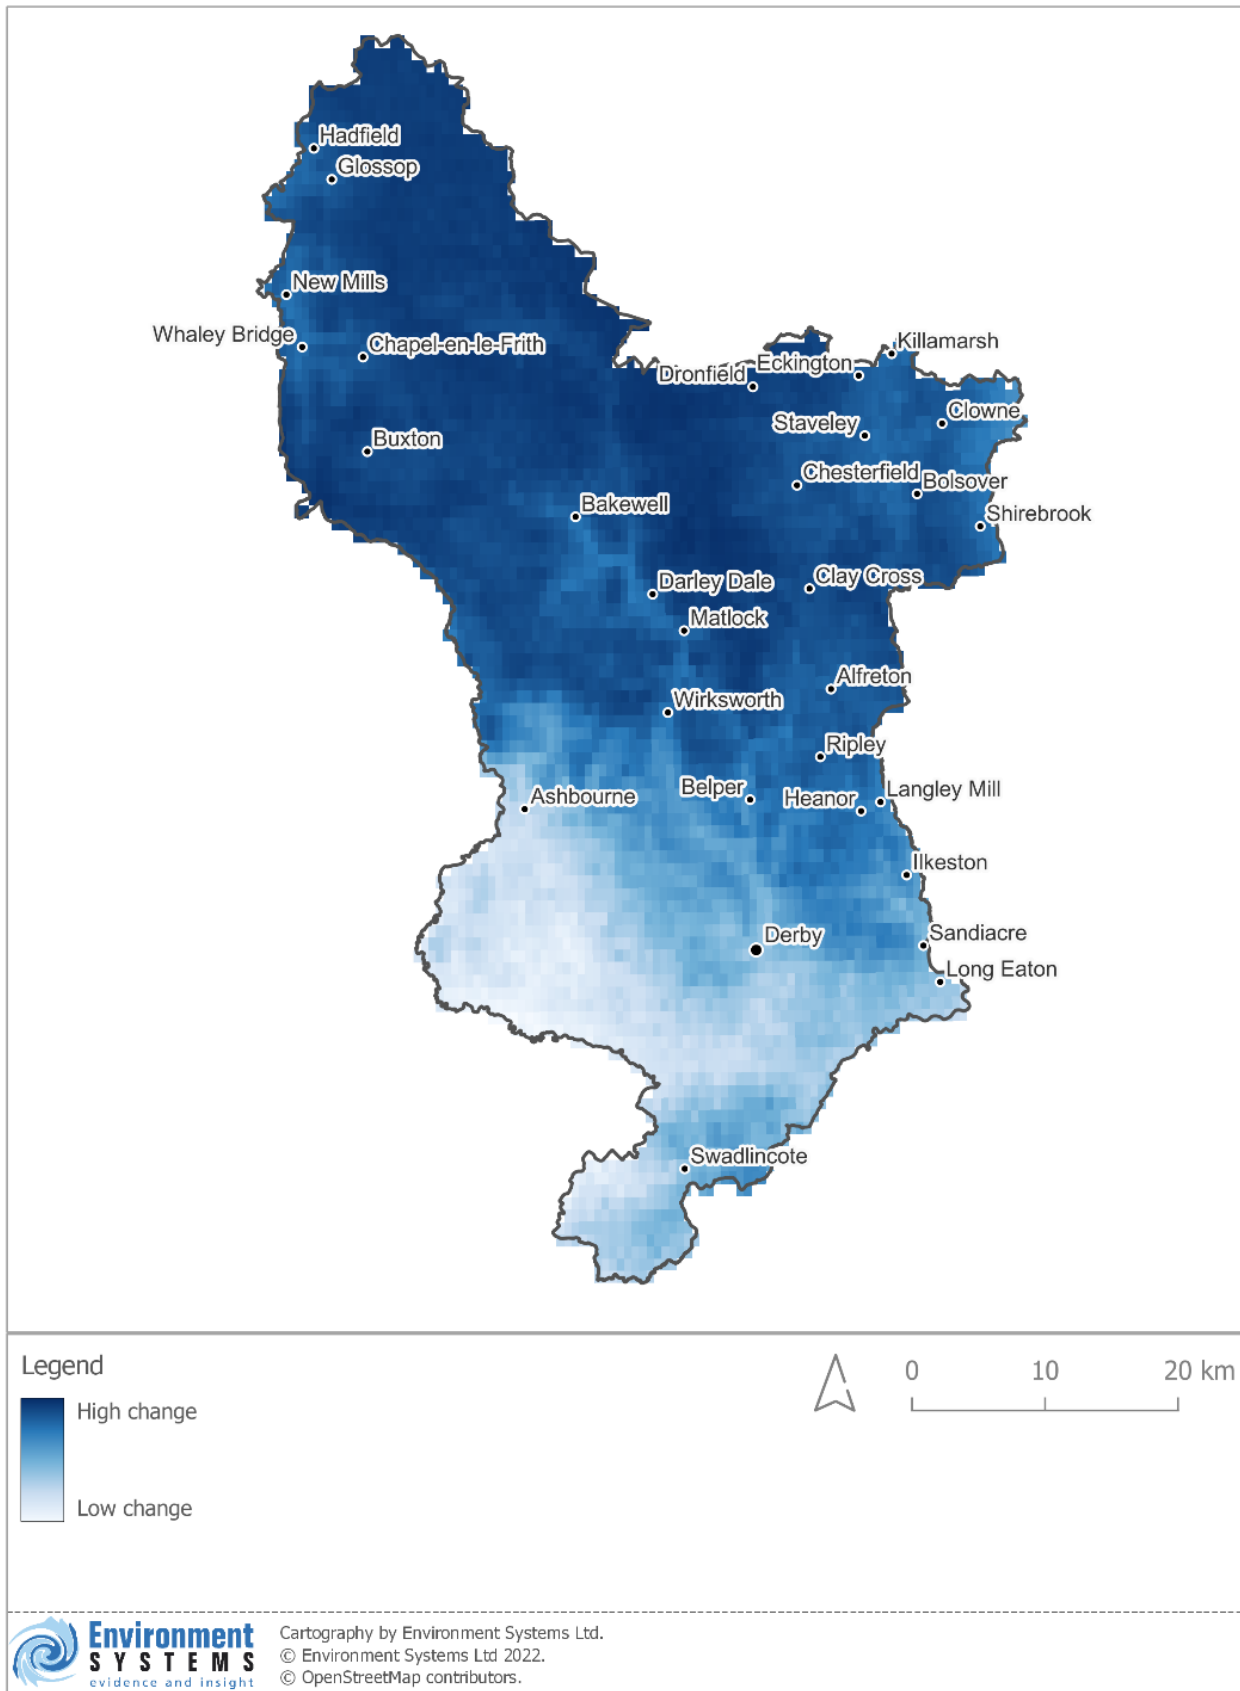 Hadfield
Glossop
New Mills
Whaley Bridge
Chapel-en-le-Frith
Killamarsh
Eckington
Dronfield
Clowne
Staveley
Buxton
Chesterfield
Bolsover
Bakewell
Shirebrook
Clay Cross
Darley Dale
Matlock
Alfreton
Wirksworth
Ripley
Belper
Langley Mill
Ashbourne
Heanor
Ilkeston
Derby
Sandiacre
Long Eaton
Swadlincote
Legend
High change
Low change
0 10 20 km
Environment
SYSTEMS
evidence and insight
Cartography by Environment Systems Ltd.
© Environment Systems Ltd 2022.
© OpenStreetMap contributors.